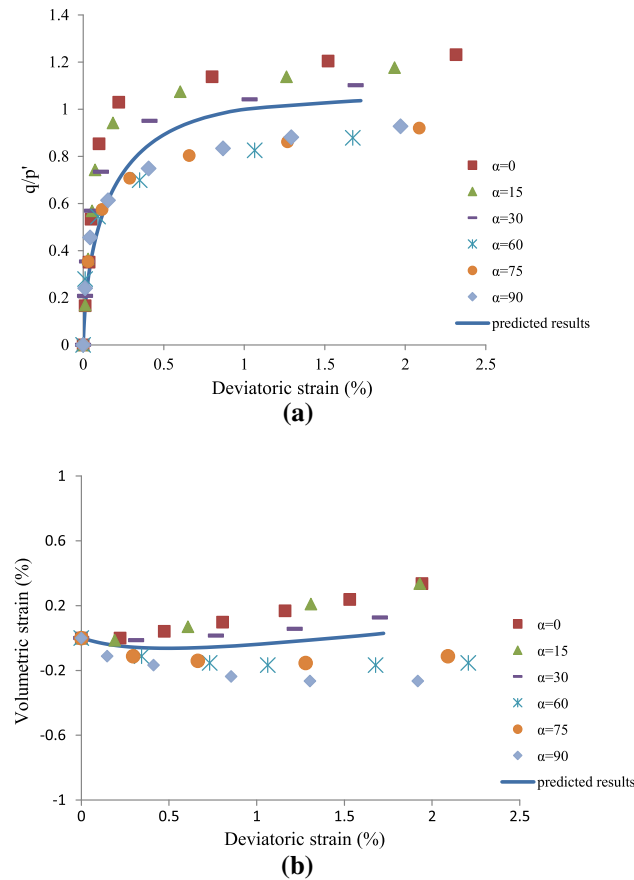 1.4
1.2
1
0.8
0.6
0.4
0.2
0
q/p'
0 0.5 1 1.5 2 2.5
Deviatoric strain (%)
α=0
α=15
α=30
α=60
α=75
α=90
predicted results
(a)
1
0.6
0.2
-0.2
-0.6
-1
Volumetric strain (%)
0 0.5 1 1.5 2 2.5
Deviatoric strain (%)
α=0
α=15
α=30
α=60
α=75
α=90
predicted results
(b)